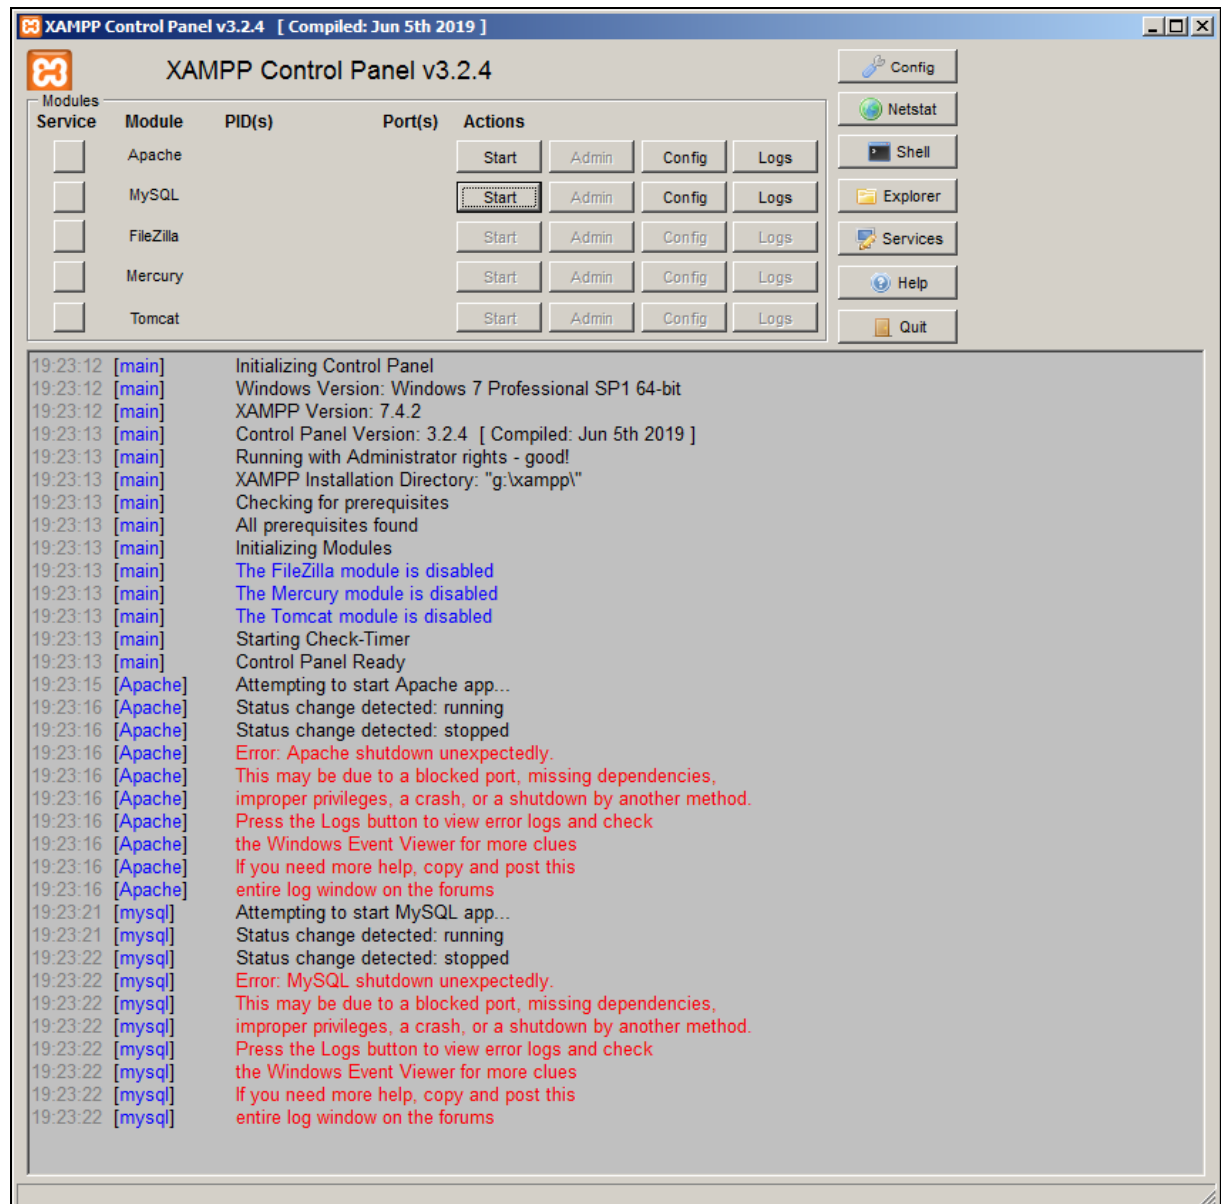 XAMPP Control Panel v3.2.4 [ Compiled: Jun 5th 2019 ]
XAMPP Control Panel v3.2.4
Config
Modules
Netstat
Service Module PID(s) Port(s) Actions
Apache Start Admin Config Logs
Shell
MySQL Start Admin Config Logs
Explorer
FileZilla Start Admin Config Logs
Services
Mercury Start Admin Config Logs
Help
Tomcat Start Admin Config Logs
Quit
19:23:12 [main] Initializing Control Panel
19:23:12 [main] Windows Version: Windows 7 Professional SP1 64-bit
19:23:12 [main] XAMPP Version: 7.4.2
19:23:13 [main] Control Panel Version: 3.2.4 [ Compiled: Jun 5th 2019 ]
19:23:13 [main] Running with Administrator rights - good!
19:23:13 [main] XAMPP Installation Directory: "g:\xampp\"
19:23:13 [main] Checking for prerequisites
19:23:13 [main] All prerequisites found
19:23:13 [main] Initializing Modules
19:23:13 [main] The FileZilla module is disabled
19:23:13 [main] The Mercury module is disabled
19:23:13 [main] The Tomcat module is disabled
19:23:13 [main] Starting Check-Timer
19:23:13 [main] Control Panel Ready
19:23:15 [Apache] Attempting to start Apache app...
19:23:16 [Apache] Status change detected: running
19:23:16 [Apache] Status change detected: stopped
19:23:16 [Apache] Error: Apache shutdown unexpectedly.
19:23:16 [Apache] This may be due to a blocked port, missing dependencies,
19:23:16 [Apache] improper privileges, a crash, or a shutdown by another method.
19:23:16 [Apache] Press the Logs button to view error logs and check
19:23:16 [Apache] the Windows Event Viewer for more clues
19:23:16 [Apache] If you need more help, copy and post this
19:23:16 [Apache] entire log window on the forums
19:23:21 [mysql] Attempting to start MySQL app...
19:23:21 [mysql] Status change detected: running
19:23:22 [mysql] Status change detected: stopped
19:23:22 [mysql] Error: MySQL shutdown unexpectedly.
19:23:22 [mysql] This may be due to a blocked port, missing dependencies,
19:23:22 [mysql] improper privileges, a crash, or a shutdown by another method.
19:23:22 [mysql] Press the Logs button to view error logs and check
19:23:22 [mysql] the Windows Event Viewer for more clues
19:23:22 [mysql] If you need more help, copy and post this
19:23:22 [mysql] entire log window on the forums